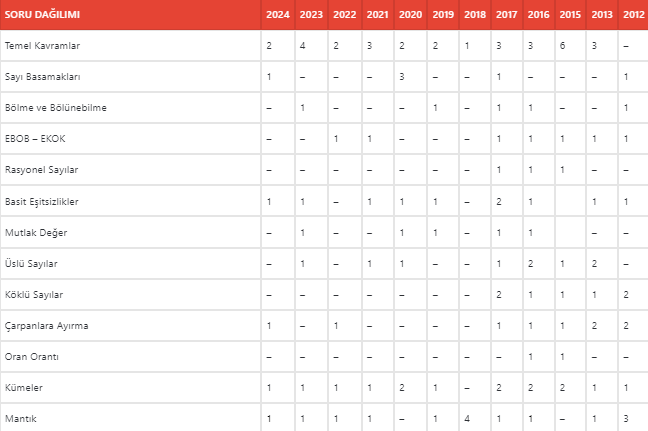 SORU DAĞILIMI 2024 2023 2022 2021 2020 2019 2018 2017 2016 2015 2013 2012
Temel Kavramlar 2 4 2 3 2 2 1 3 3 6 3 –
Sayı Basamakları 1 – – – 3 – – 1 – – – 1
Bölme ve Bölünebilme – 1 – – – 1 – 1 1 – – 1
EBOB – EKOK – – 1 1 – – – 1 1 1 1 1
Rasyonel Sayılar – – – – – – – 1 1 1 – –
Basit Eşitsizlikler 1 1 – 1 1 1 – 2 1 1 1
Mutlak Değer – 1 – – 1 1 – 1 1 – –
Üslü Sayılar – 1 – 1 1 – – 1 2 1 2 –
Köklü Sayılar – – – – – – – 2 1 1 1 2
Çarpanlara Ayırma 1 – 1 – – – – 1 1 1 2 2
Oran Orantı – – – – – – – – 1 1 – –
Kümeler 1 1 1 1 2 1 – 2 2 2 1 1
Mantık 1 1 1 1 – 1 4 1 1 – 1 3